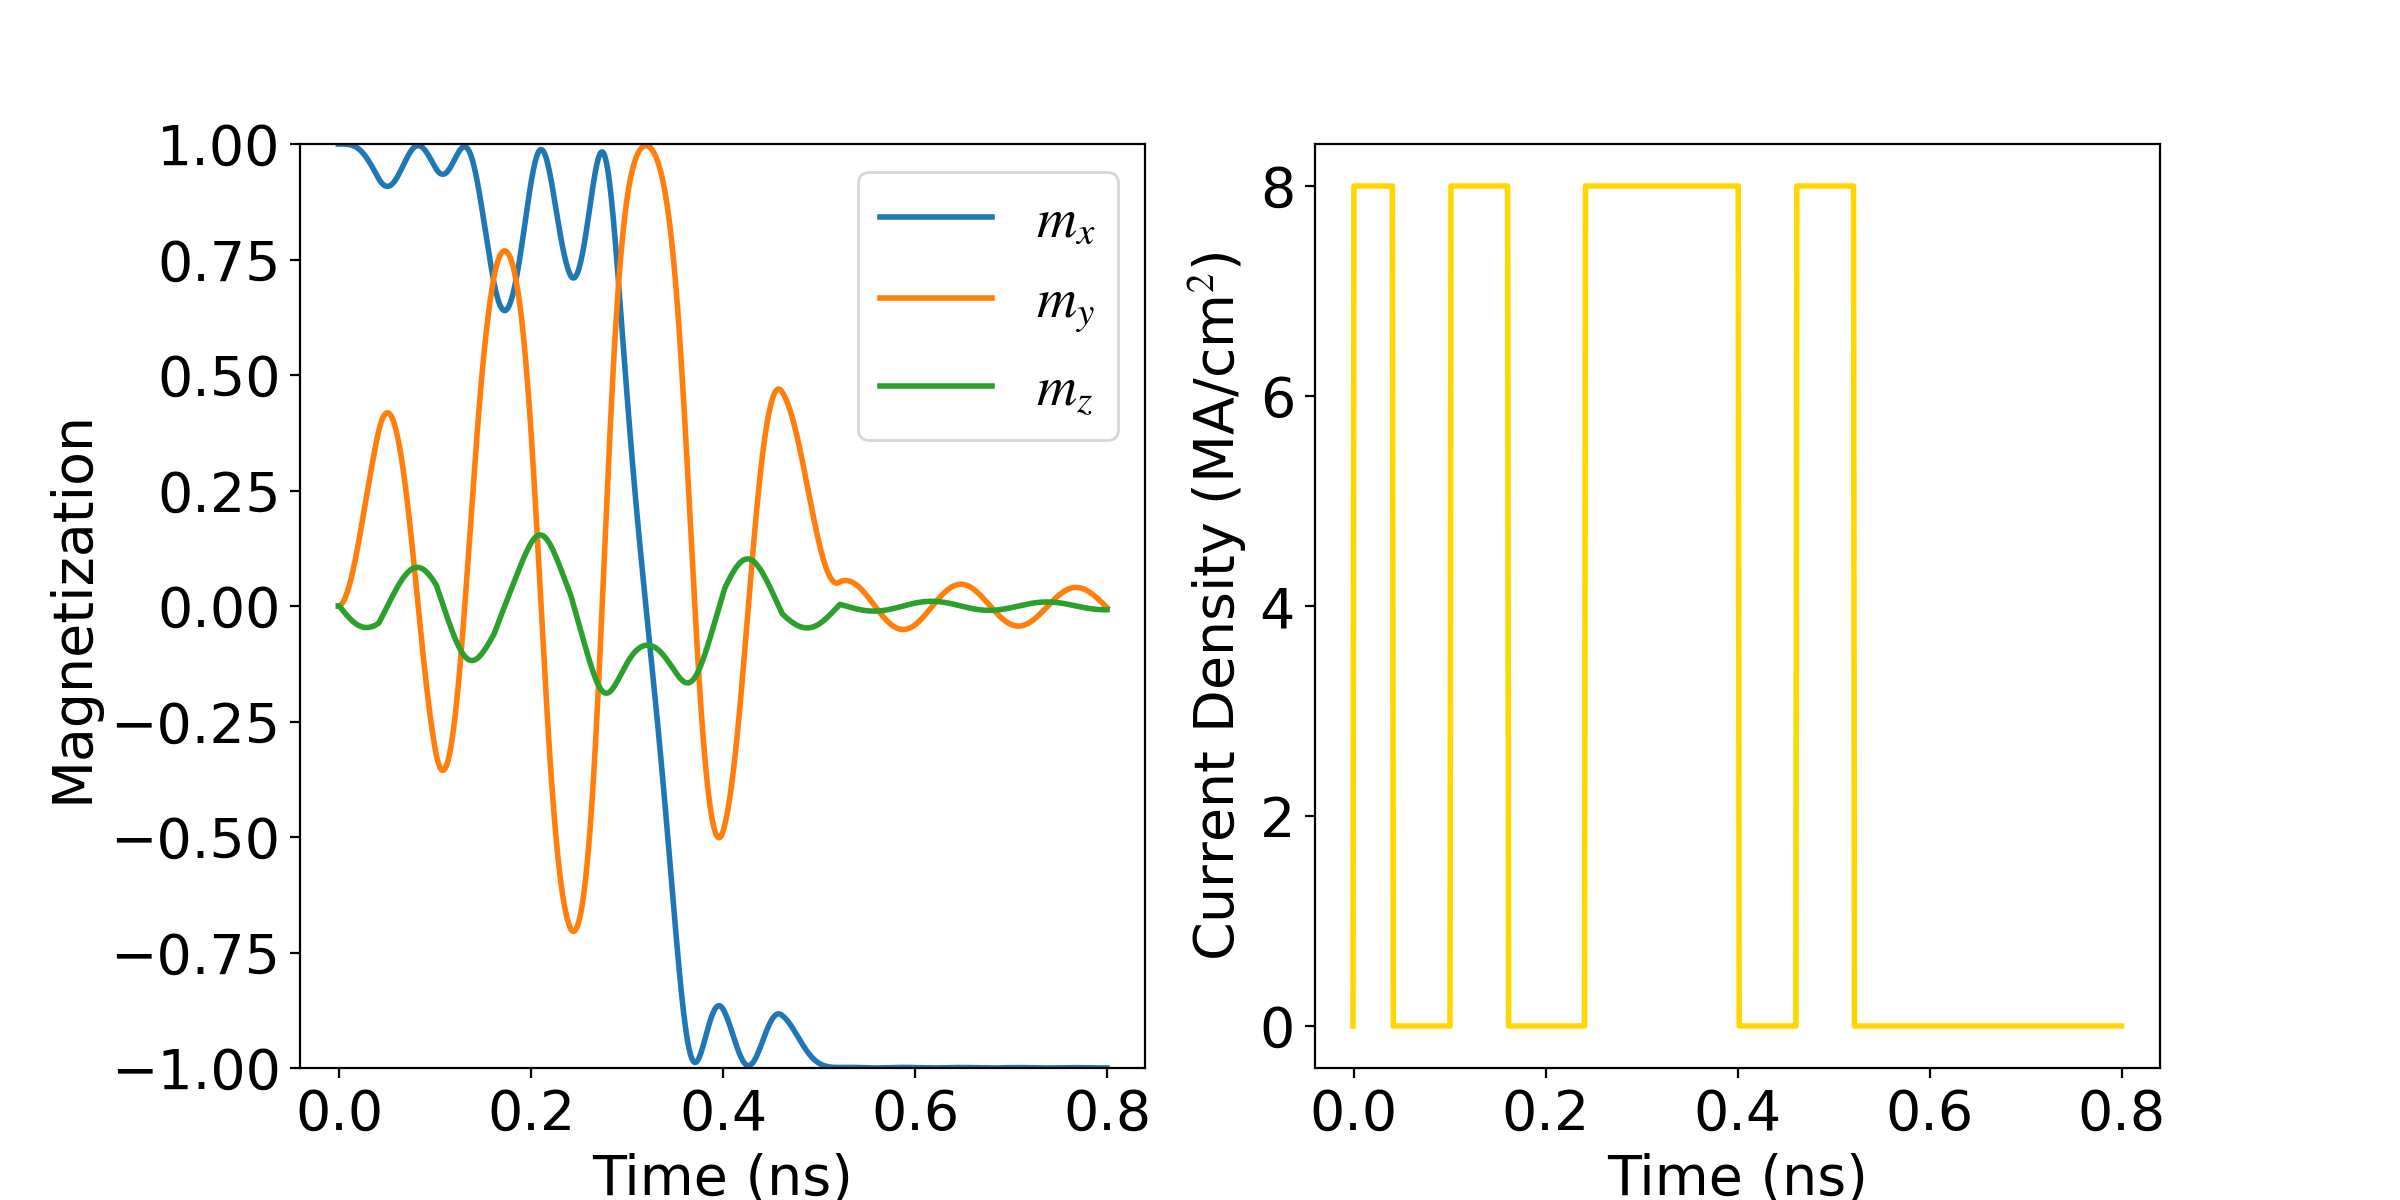 Magnetization
1.00
0.75
0.50
0.25
0.00
−0.25
−0.50
−0.75
−1.00
0.0 0.2 0.4 0.6 0.8
Time (ns)
m_x
m_y
m_z
Current Density (MA/cm²)
8
6
4
2
0
0.0 0.2 0.4 0.6 0.8
Time (ns)